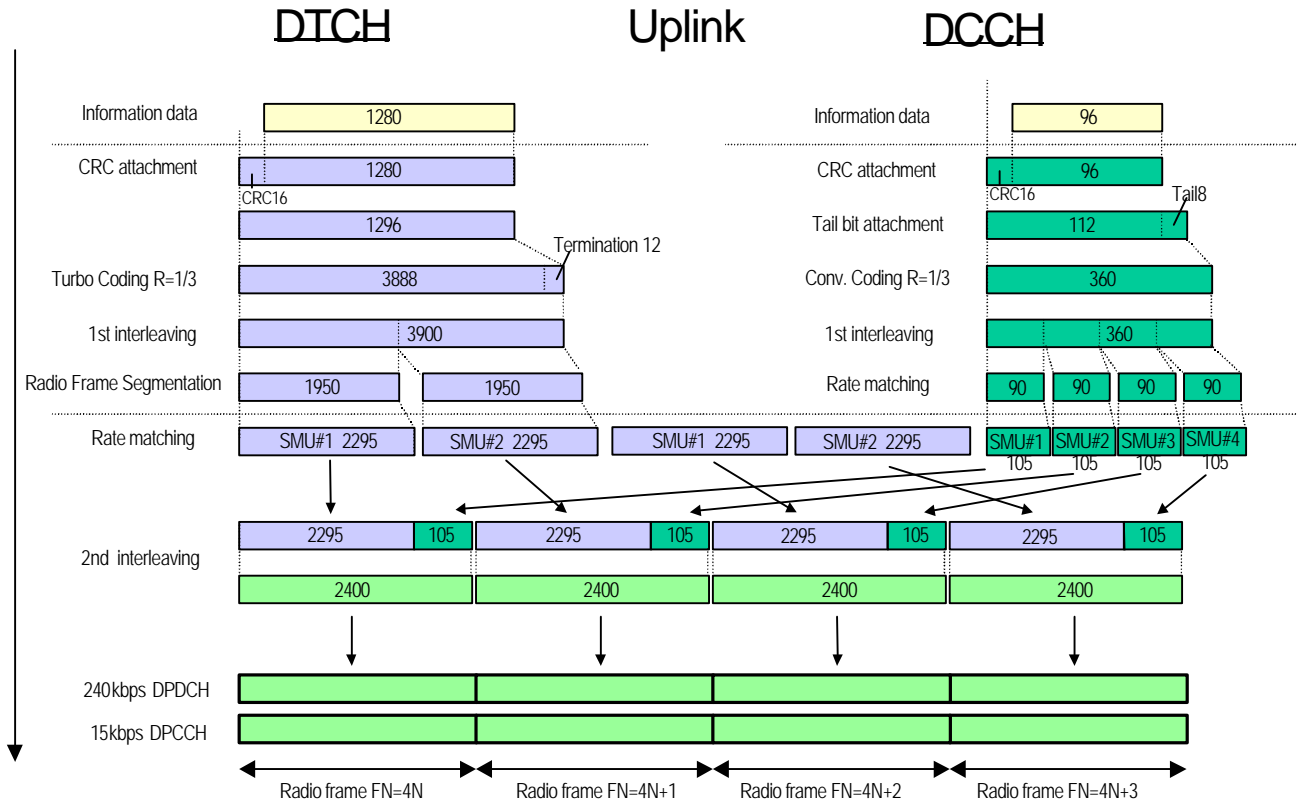 DTCH Uplink DCCH
Information data 1280 Information data 96
CRC attachment 1280 CRC attachment 96
CRC16 CRC16 Tail8
1296 Tail bit attachment 112
Termination 12
Turbo Coding R=1/3 3888 Conv. Coding R=1/3 360
1st interleaving 3900 1st interleaving 360
Radio Frame Segmentation 1950 1950 Rate matching 90 90 90 90
Rate matching SMU#1 2295 SMU#2 2295 SMU#1 2295 SMU#2 2295 SMU#1 SMU#2 SMU#3 SMU#4
105 105 105 105
2295 105 2295 105 2295 105 2295 105
2nd interleaving
2400 2400 2400 2400
240kbps DPDCH
15kbps DPCCH
Radio frame FN=4N Radio frame FN=4N+1 Radio frame FN=4N+2 Radio frame FN=4N+3